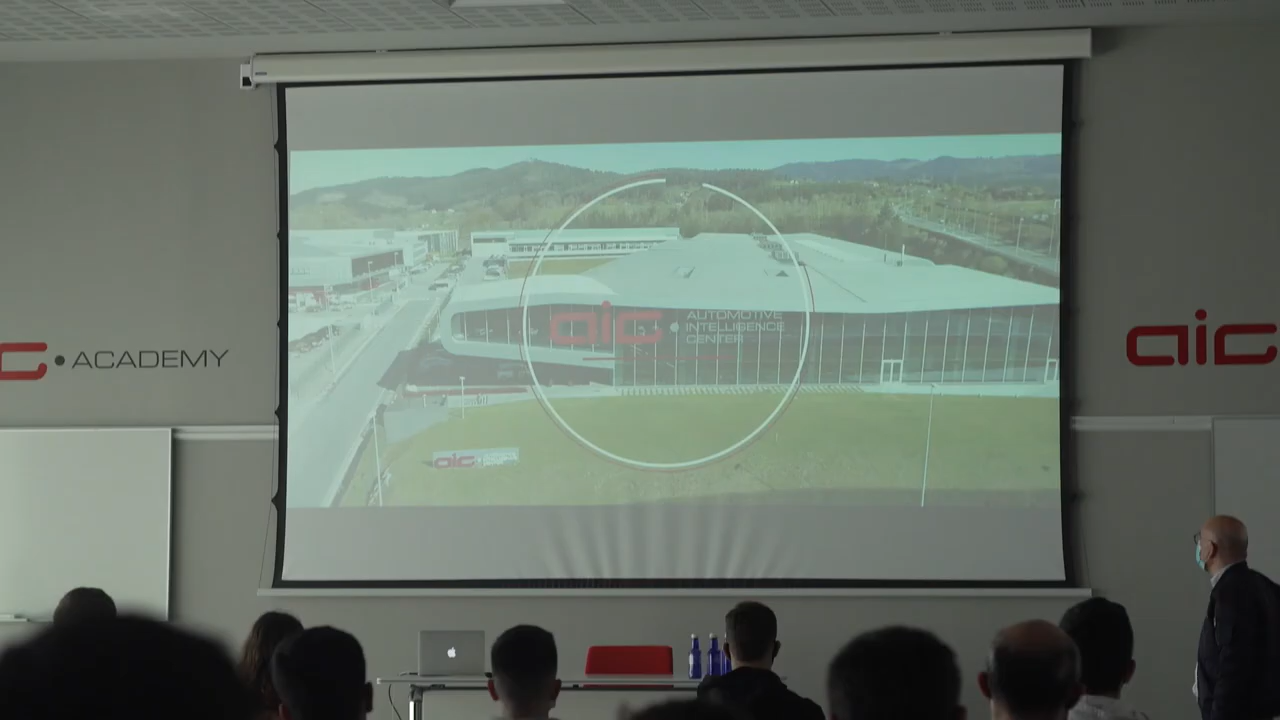 aic
AUTOMOTIVE
INTELLIGENCE
CENTER
ACADEMY
aic
aic